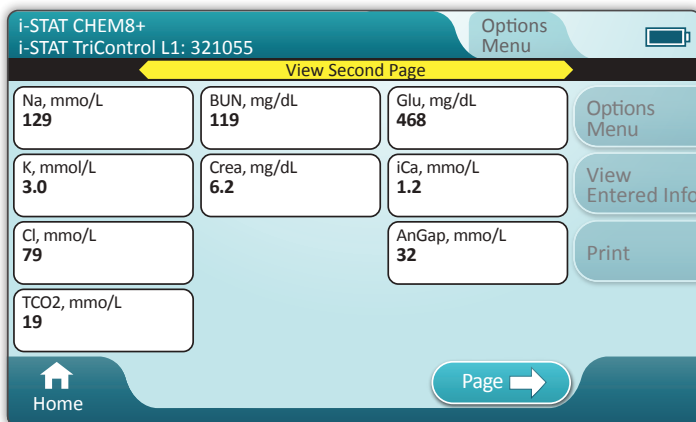 i-STAT CHEM8+
i-STAT TriControl L1: 321055
Options
Menu
View Second Page
Na, mmo/L
129
BUN, mg/dL
119
Glu, mg/dL
468
Options
Menu
K, mmol/L
3.0
Crea, mg/dL
6.2
iCa, mmo/L
1.2
View
Entered Info
Cl, mmo/L
79
AnGap, mmo/L
32
Print
TCO2, mmo/L
19
Page
Home